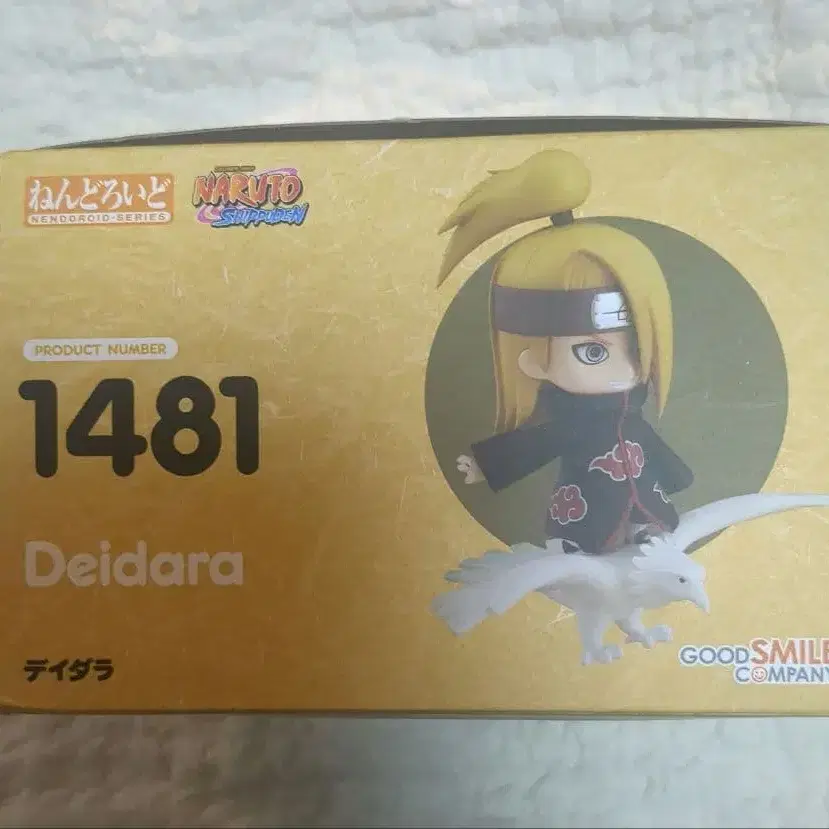 ねんどろいど
NENDOROID-SERIES
NARUTO
SHIPPUDEN
PRODUCT NUMBER
1481
Deidara
デイダラ
GOOD SMILE
COMPANY